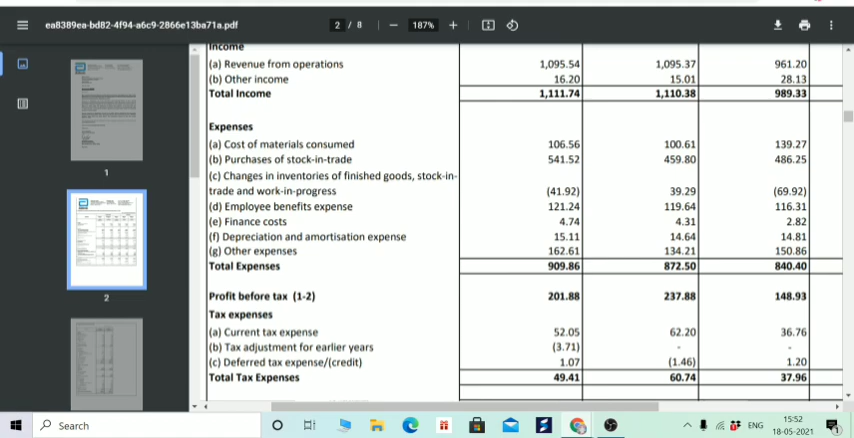 ea8389ea-bd82-4f94-a6c9-2866e13ba71a.pdf 2 / 8 187%
Income
(a) Revenue from operations 1,095.54 1,095.37 961.20
(b) Other income 16.20 15.01 28.13
Total Income 1,111.74 1,110.38 989.33
Expenses
(a) Cost of materials consumed 106.56 100.61 139.27
(b) Purchases of stock-in-trade 541.52 459.80 486.25
(c) Changes in inventories of finished goods, stock-in-
trade and work-in-progress (41.92) 39.29 (69.92)
(d) Employee benefits expense 121.24 119.64 116.31
(e) Finance costs 4.74 4.31 2.82
(f) Depreciation and amortisation expense 15.11 14.64 14.81
(g) Other expenses 162.61 134.21 150.86
Total Expenses 909.86 872.50 840.40
Profit before tax (1-2) 201.88 237.88 148.93
Tax expenses
(a) Current tax expense 52.05 62.20 36.76
(b) Tax adjustment for earlier years (3.71) - -
(c) Deferred tax expense/(credit) 1.07 (1.46) 1.20
Total Tax Expenses 49.41 60.74 37.96
1
2
Search
ENG
15:52
18-05-2021
1